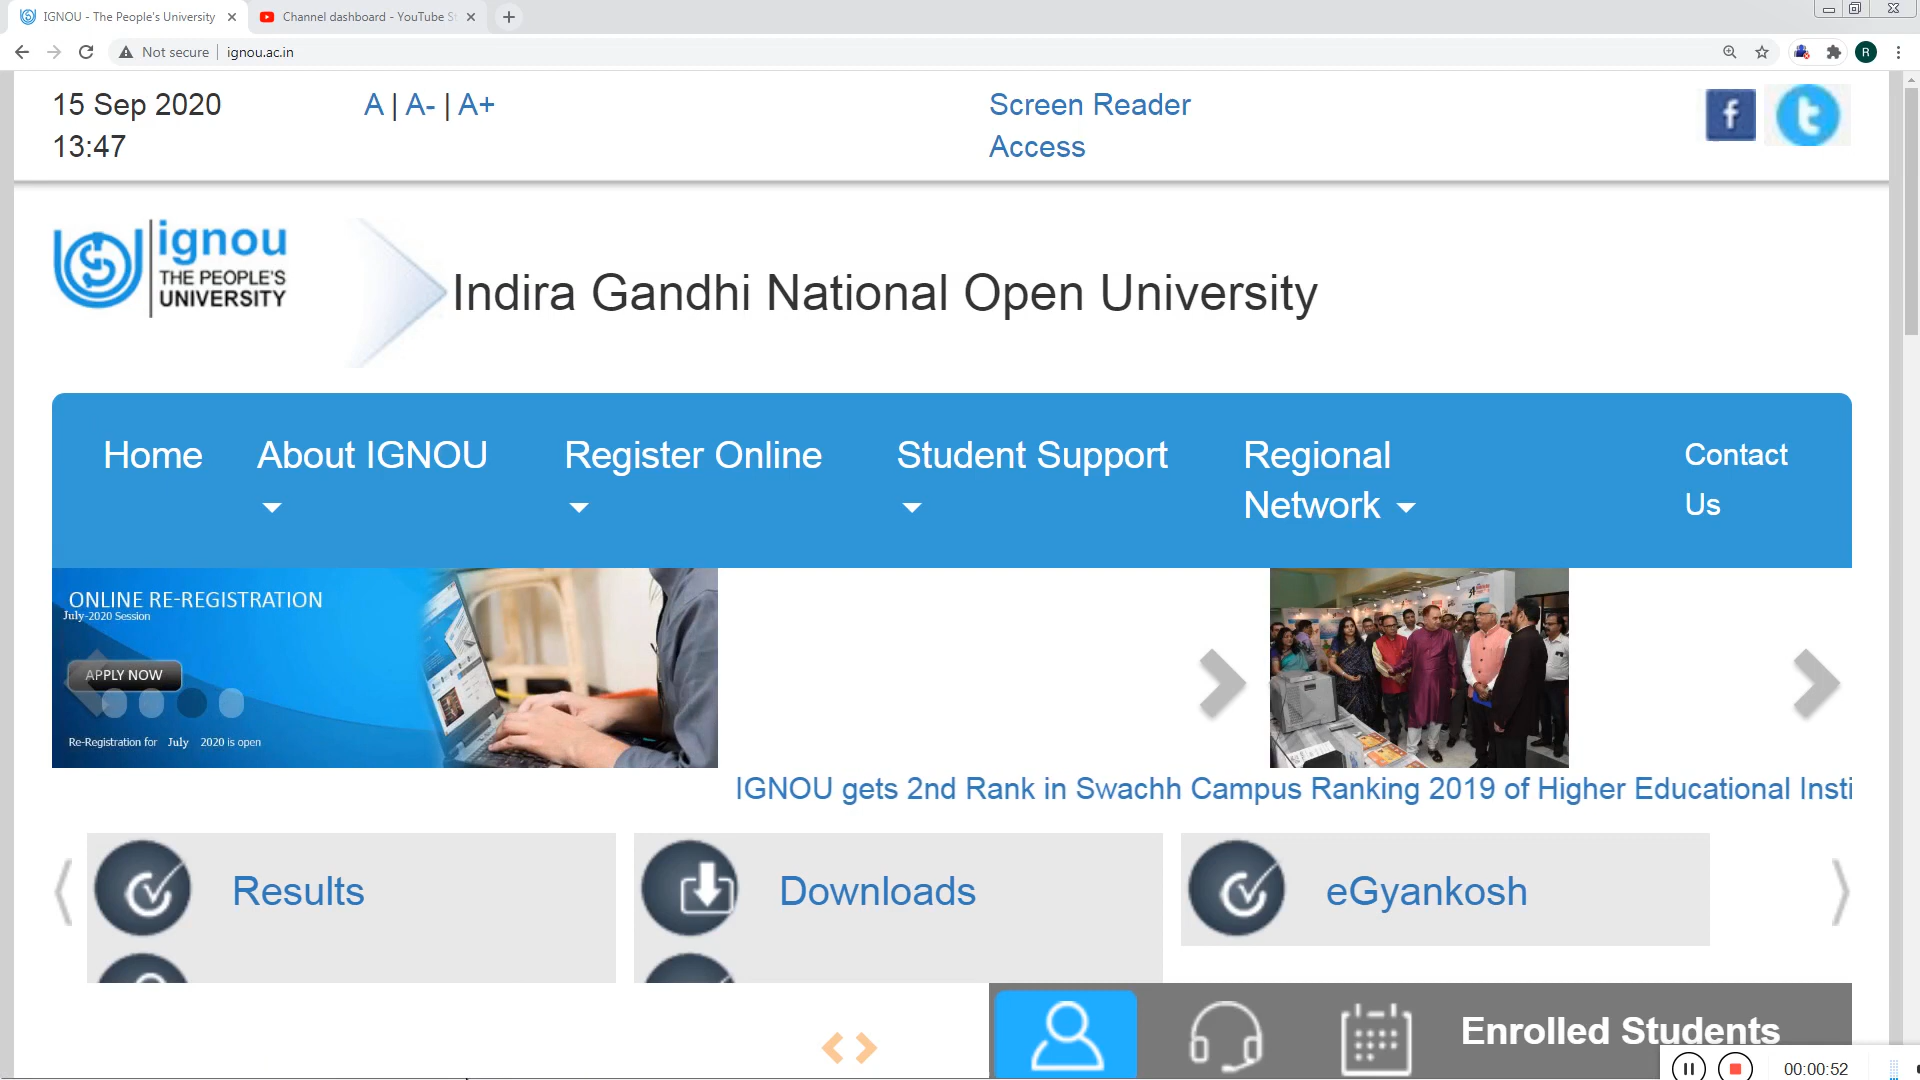 IGNOU - The People's University
Channel dashboard - YouTube St
Not secure
ignou.ac.in
R
15 Sep 2020
13:47
A | A- | A+
Screen Reader
Access
f
t
ignou
THE PEOPLE'S
UNIVERSITY
Indira Gandhi National Open University
Home
About IGNOU
Register Online
Student Support
Regional
Network
Contact
Us
ONLINE RE-REGISTRATION
July-2020 Session
APPLY NOW
Re-Registration for July 2020 is open
IGNOU gets 2nd Rank in Swachh Campus Ranking 2019 of Higher Educational Insti
Results
Downloads
eGyankosh
Enrolled Students
00:00:52